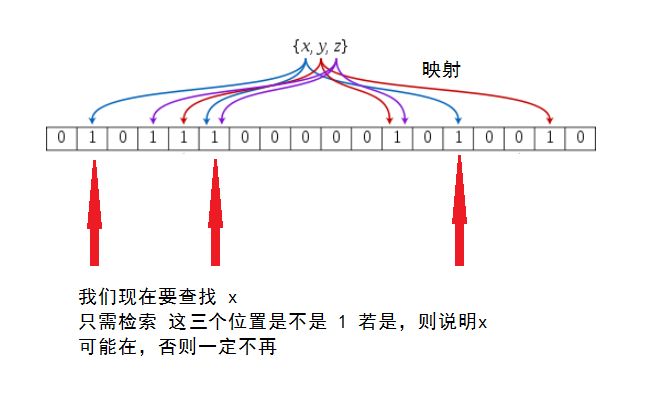 {x, y, z}
映射
0 1 0 1 1 1 0 0 0 0 0 1 0 1 0 0 1 0
我们现在要查找 x
只需检索 这三个位置是不是 1 若是，则说明x
可能在，否则一定不再